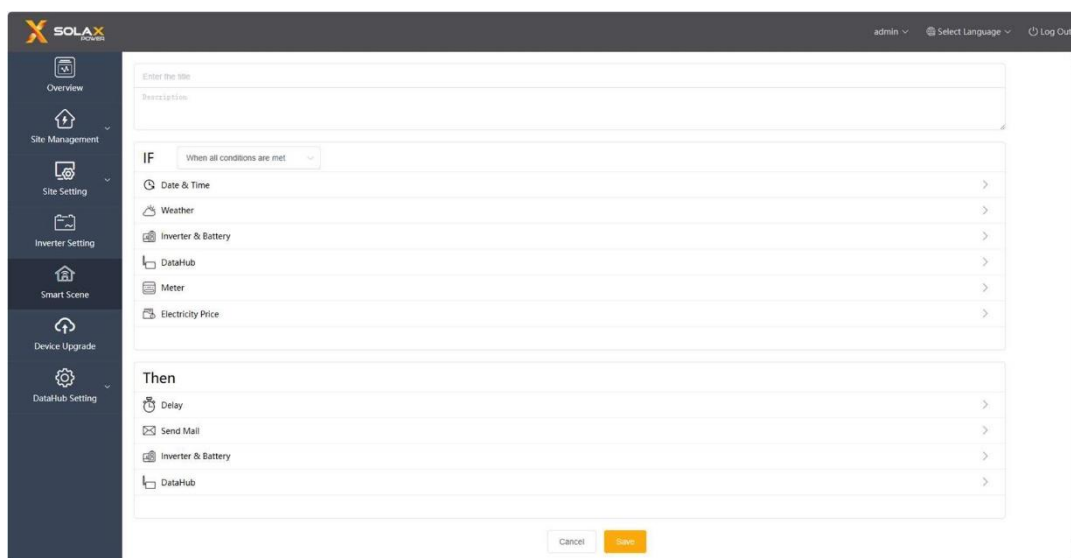 SOLAX
POWER
admin
Select Language
Log Out
Overview
Site Management
Site Setting
Inverter Setting
Smart Scene
Device Upgrade
DataHub Setting
Enter the title
Description
IF
When all conditions are met
Date & Time
Weather
Inverter & Battery
DataHub
Meter
Electricity Price
Then
Delay
Send Mail
Inverter & Battery
DataHub
Cancel
Save